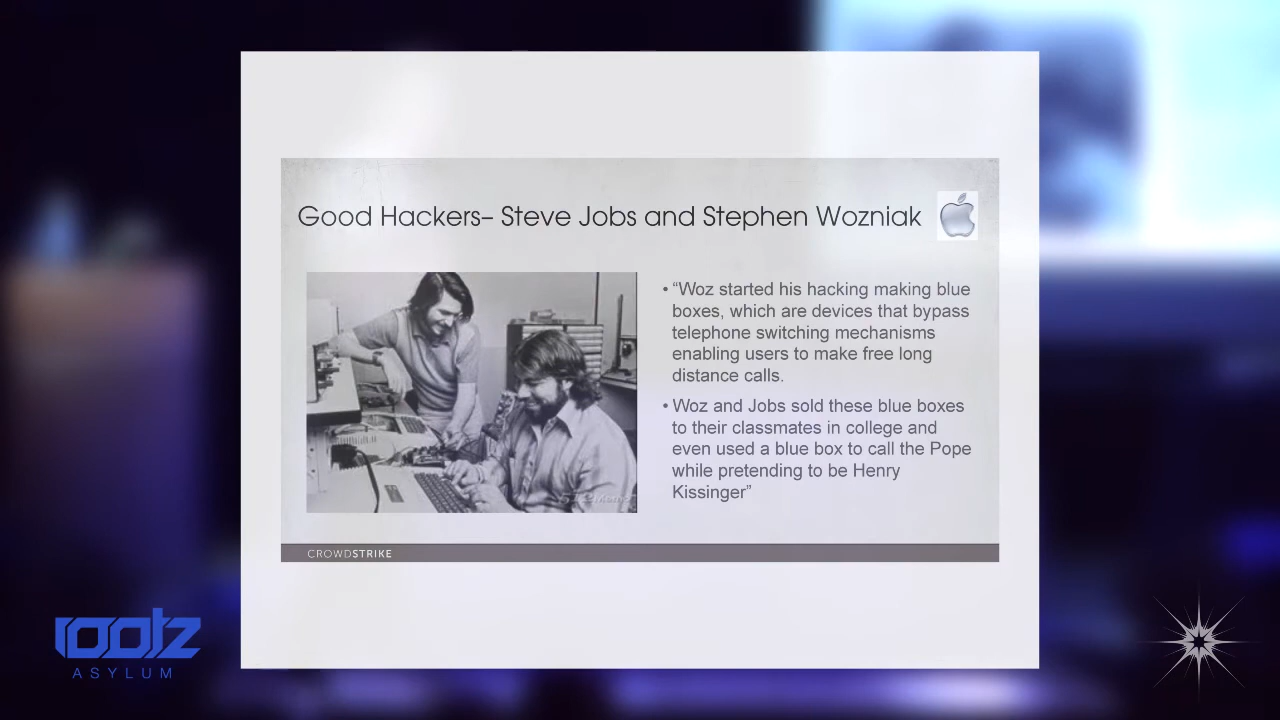 Good Hackers– Steve Jobs and Stephen Wozniak
• “Woz started his hacking making blue
boxes, which are devices that bypass
telephone switching mechanisms
enabling users to make free long
distance calls.
• Woz and Jobs sold these blue boxes
to their classmates in college and
even used a blue box to call the Pope
while pretending to be Henry
Kissinger”
CROWDSTRIKE
rootz
ASYLUM